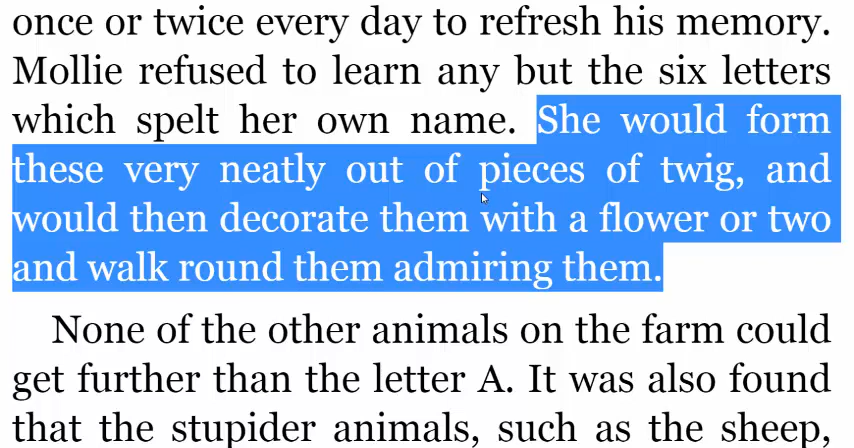 once or twice every day to refresh his memory.
Mollie refused to learn any but the six letters
which spelt her own name. She would form
these very neatly out of pieces of twig, and
would then decorate them with a flower or two
and walk round them admiring them.
None of the other animals on the farm could
get further than the letter A. It was also found
that the stupider animals, such as the sheep,